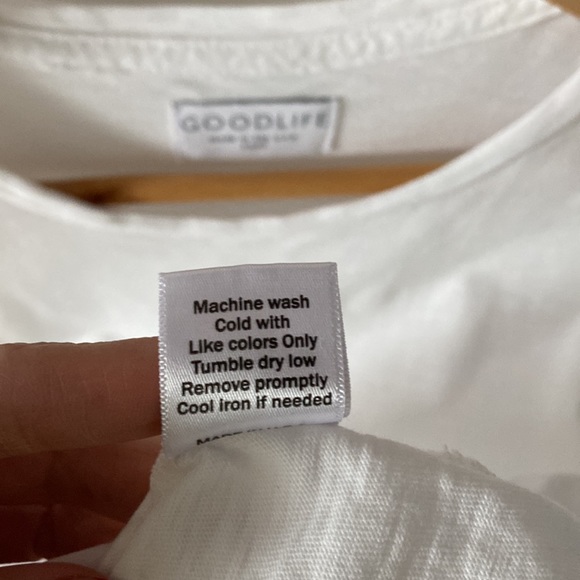 GOODLIFE
Machine wash
Cold with
Like colors Only
Tumble dry low
Remove promptly
Cool iron If needed